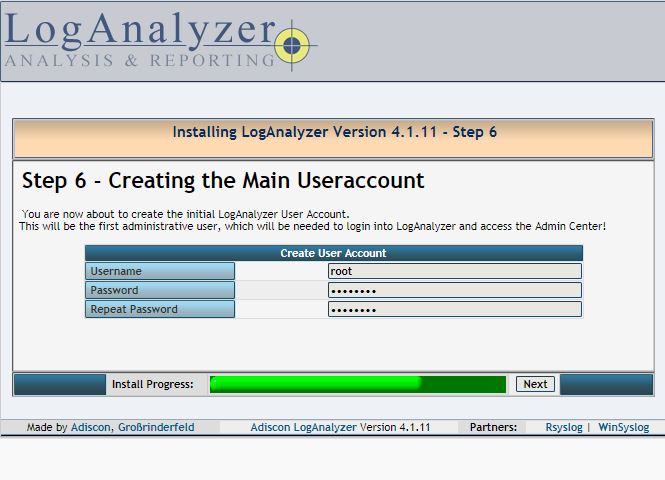 LogAnalyzer
ANALYSIS & REPORTING
Installing LogAnalyzer Version 4.1.11 - Step 6
Step 6 - Creating the Main Useraccount
You are now about to create the initial LogAnalyzer User Account.
This will be the first administrative user, which will be needed to login into LogAnalyzer and access the Admin Center!
Create User Account
Username root
Password ••••••••
Repeat Password ••••••••
Install Progress: Next
Made by Adiscon, Großrinderfeld Adiscon LogAnalyzer Version 4.1.11 Partners: Rsyslog | WinSyslog